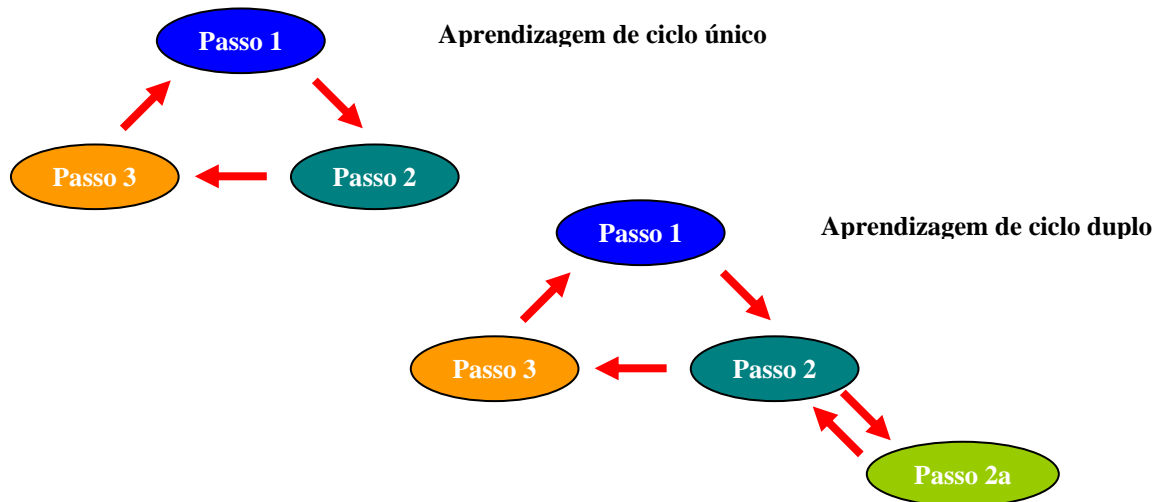 Passo 1
Aprendizagem de ciclo único
Passo 3
Passo 2
Passo 1
Aprendizagem de ciclo duplo
Passo 3
Passo 2
Passo 2a